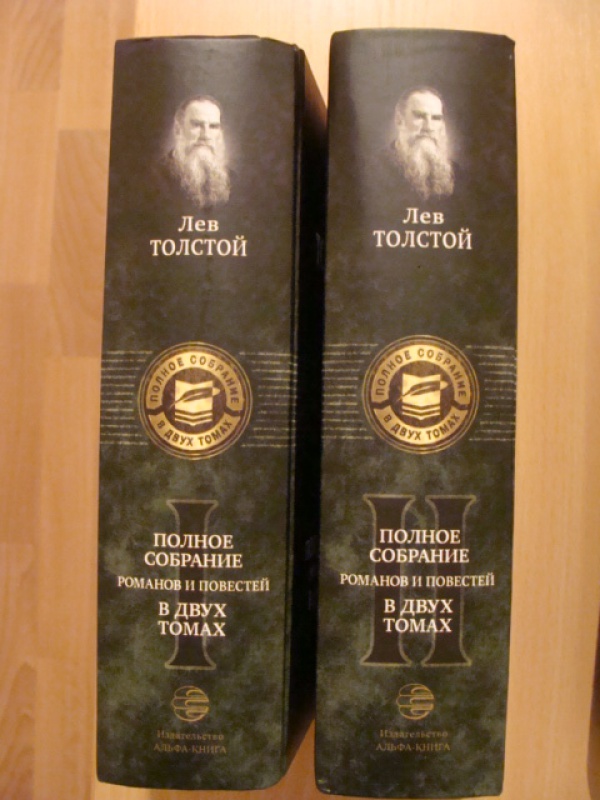 Лев
ТОЛСТОЙ
ПОЛНОЕ СОБРАНИЕ
В ДВУХ ТОМАХ
I
ПОЛНОЕ
СОБРАНИЕ
РОМАНОВ И ПОВЕСТЕЙ
В ДВУХ
ТОМАХ
Издательство
АЛЬФА-КНИГА
Лев
ТОЛСТОЙ
ПОЛНОЕ СОБРАНИЕ
В ДВУХ ТОМАХ
II
ПОЛНОЕ
СОБРАНИЕ
РОМАНОВ И ПОВЕСТЕЙ
В ДВУХ
ТОМАХ
Издательство
АЛЬФА-КНИГА